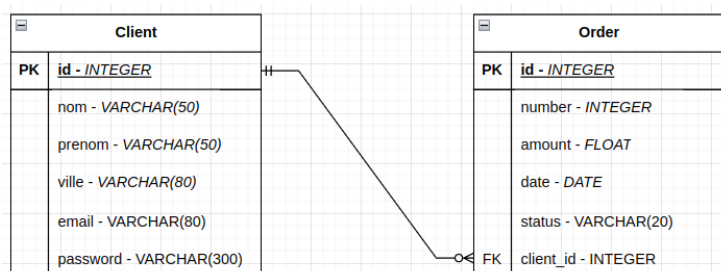 Client
PK id - INTEGER
nom - VARCHAR(50)
prenom - VARCHAR(50)
ville - VARCHAR(80)
email - VARCHAR(80)
password - VARCHAR(300)
Order
PK id - INTEGER
number - INTEGER
amount - FLOAT
date - DATE
status - VARCHAR(20)
FK client_id - INTEGER